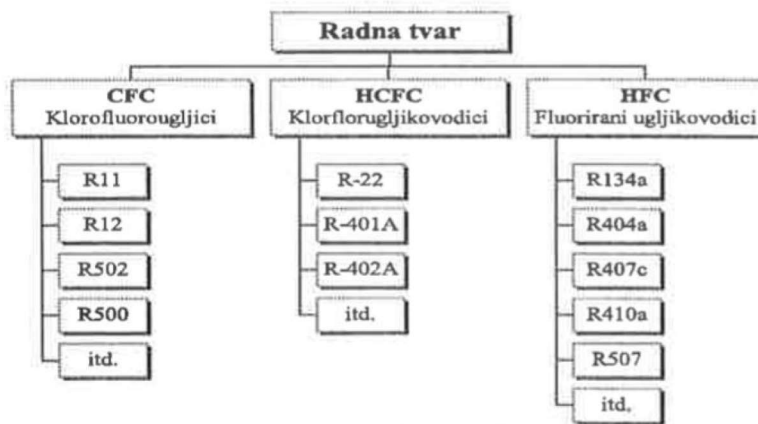 Radna tvar
CFC
Klorofluorougljici
R11
R12
R502
R500
itd.
HCFC
Klorflorugljikovodici
R-22
R-401A
R-402A
itd.
HFC
Fluorirani ugljikovodici
R134a
R404a
R407c
R410a
R507
itd.